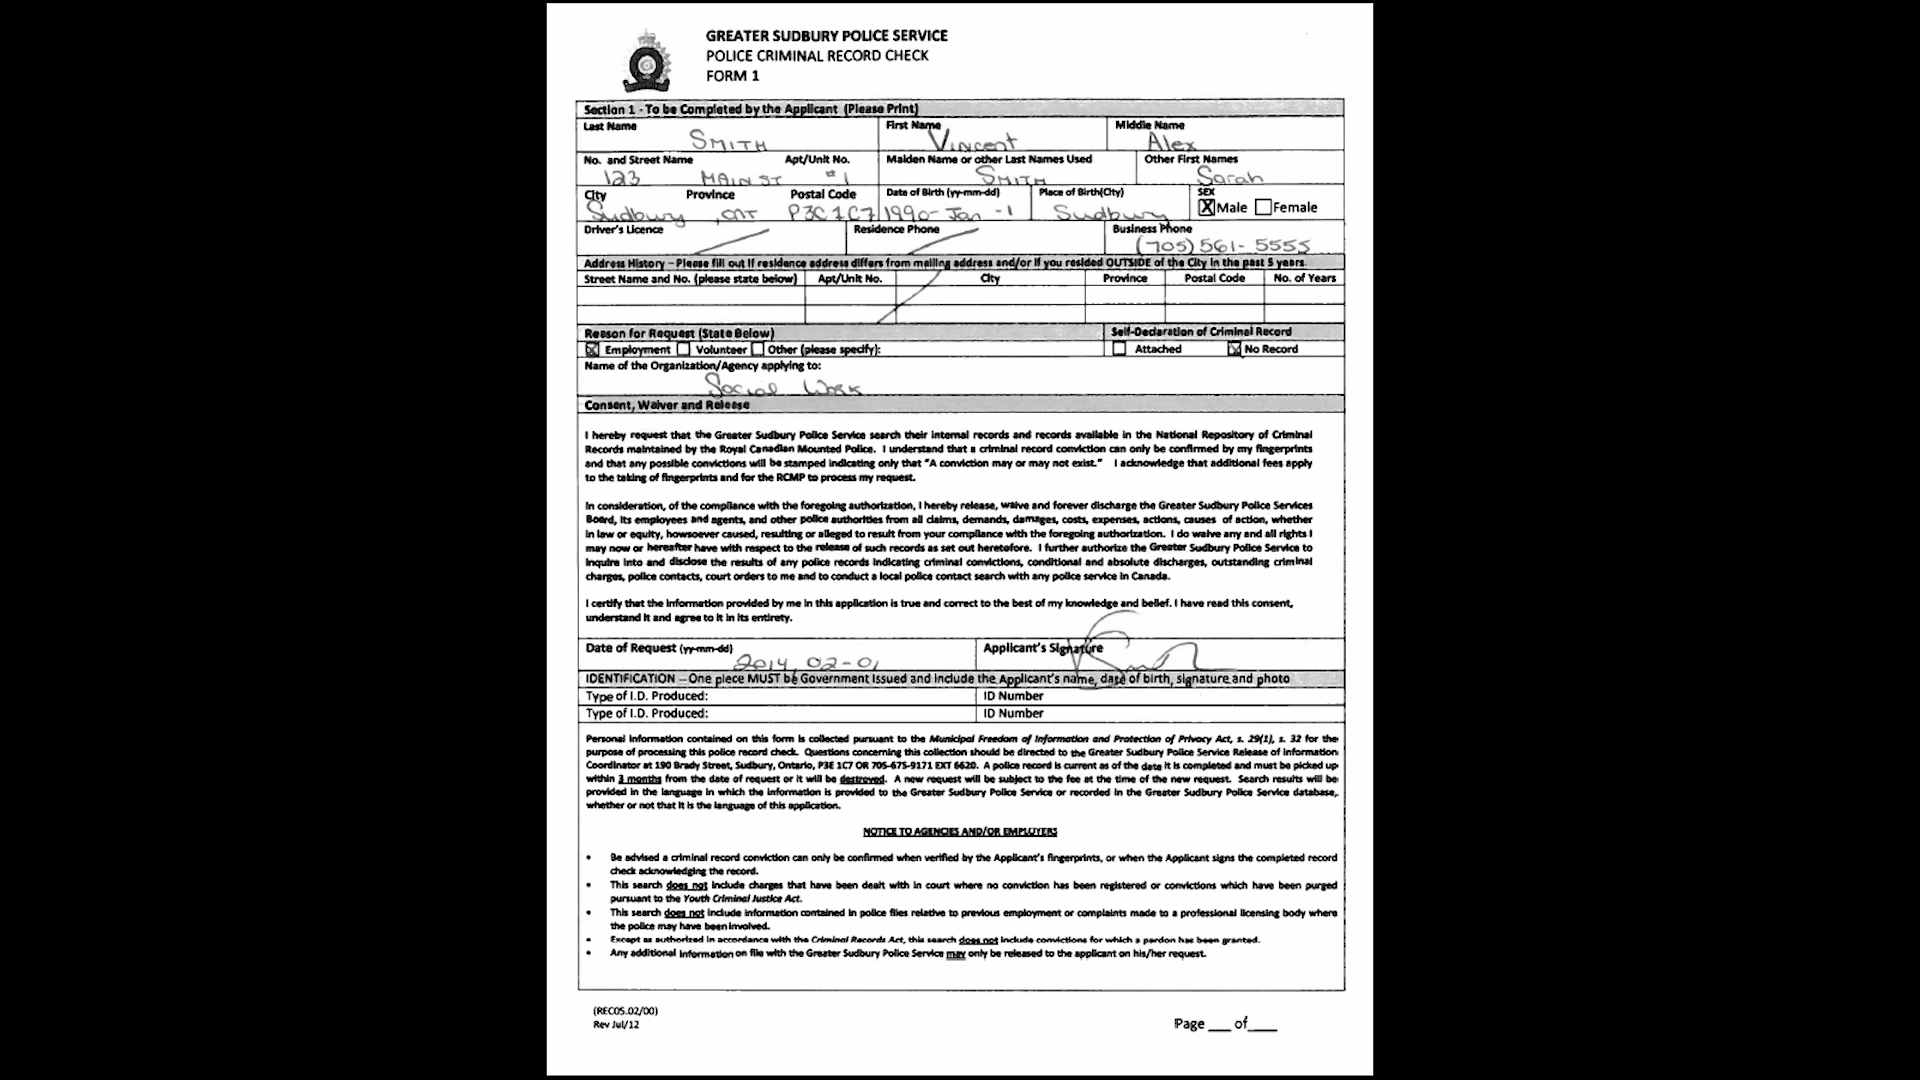 GREATER SUDBURY POLICE SERVICE
POLICE CRIMINAL RECORD CHECK
FORM 1
Section 1 - To be Completed by the Applicant (Please Print)
Last Name First Name Middle Name
SMITH Vincent Alex
No. and Street Name Apt/Unit No. Maiden Name or other Last Names Used Other First Names
123 MAIN ST #1 SMITH Sarah
City Province Postal Code Date of Birth (yy-mm-dd) Place of Birth(City) SEX
Sudbury, ONT P3C 1C7 1990-Jan-1 Sudbury X Male Female
Driver's Licence Residence Phone Business Phone
(705) 561-5555
Address History – Please fill out if residence address differs from mailing address and/or if you resided OUTSIDE of the City in the past 5 years.
Street Name and No. (please state below) Apt/Unit No. City Province Postal Code No. of Years
Reason for Request (State Below) Self-Declaration of Criminal Record
X Employment Volunteer Other (please specify): Attached X No Record
Name of the Organization/Agency applying to:
Social Work
Consent, Waiver and Release
I hereby request that the Greater Sudbury Police Service search their internal records and records available in the National Repository of Criminal
Records maintained by the Royal Canadian Mounted Police. I understand that a criminal record conviction can only be confirmed by my fingerprints
and that any possible convictions will be stamped indicating only that "A conviction may or may not exist." I acknowledge that additional fees apply
to the taking of fingerprints and for the RCMP to process my request.
In consideration, of the compliance with the foregoing authorization, I hereby release, waive and forever discharge the Greater Sudbury Police Services
Board, its employees and agents, and other police authorities from all claims, demands, damages, costs, expenses, actions, causes of action, whether
in law or equity, howsoever caused, resulting or alleged to result from your compliance with the foregoing authorization. I do waive any and all rights I
may now or hereafter have with respect to the release of such records as set out heretofore. I further authorize the Greater Sudbury Police Service to
inquire into and disclose the results of any police records indicating criminal convictions, conditional and absolute discharges, outstanding criminal
charges, police contacts, court orders to me and to conduct a local police contact search with any police service in Canada.
I certify that the information provided by me in this application is true and correct to the best of my knowledge and belief. I have read this consent,
understand it and agree to it in its entirety.
Date of Request (yy-mm-dd) Applicant's Signature
2014, 02-01
IDENTIFICATION – One piece MUST be Government Issued and include the Applicant's name, date of birth, signature and photo
Type of I.D. Produced: ID Number
Type of I.D. Produced: ID Number
Personal information contained on this form is collected pursuant to the Municipal Freedom of Information and Protection of Privacy Act, s. 29(1), s. 32 for the
purpose of processing this police record check. Questions concerning this collection should be directed to the Greater Sudbury Police Service Release of Information
Coordinator at 190 Brady Street, Sudbury, Ontario, P3E 1C7 OR 705-675-9171 EXT 6620. A police record is current as of the date it is completed and must be picked up
within 3 months from the date of request or it will be destroyed. A new request will be subject to the fee at the time of the new request. Search results will be
provided in the language in which the information is provided to the Greater Sudbury Police Service or recorded in the Greater Sudbury Police Service database,
whether or not that it is the language of this application.
NOTICE TO AGENCIES AND/OR EMPLOYERS
• Be advised a criminal record conviction can only be confirmed when verified by the Applicant's fingerprints, or when the Applicant signs the completed record
check acknowledging the record.
• This search does not include charges that have been dealt with in court where no conviction has been registered or convictions which have been purged
pursuant to the Youth Criminal Justice Act.
• This search does not include information contained in police files relative to previous employment or complaints made to a professional licensing body where
the police may have been involved.
• Except as authorized in accordance with the Criminal Records Act, this search does not include convictions for which a pardon has been granted.
• Any additional information on file with the Greater Sudbury Police Service may only be released to the applicant on his/her request.
(REC05.02/00)
Rev Jul/12
Page ___ of ___